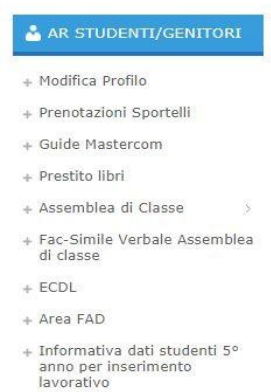 AR STUDENTI/GENITORI
Modifica Profilo
Prenotazioni Sportelli
Guide Mastercom
Prestito libri
Assemblea di Classe
Fac-Simile Verbale Assemblea
di classe
ECDL
Area FAD
Informativa dati studenti 5°
anno per inserimento
lavorativo